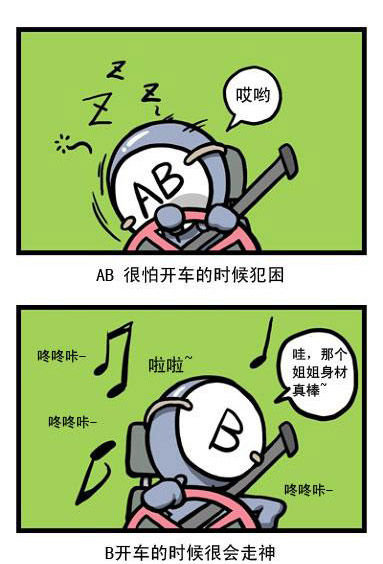 Z
Z
Z
哎哟
AB
AB 很怕开车的时候犯困
咚咚咔-
啦啦~
哇，那个
姐姐身材
真棒~
咚咚咔-
B
咚咚咔-
B开车的时候很会走神